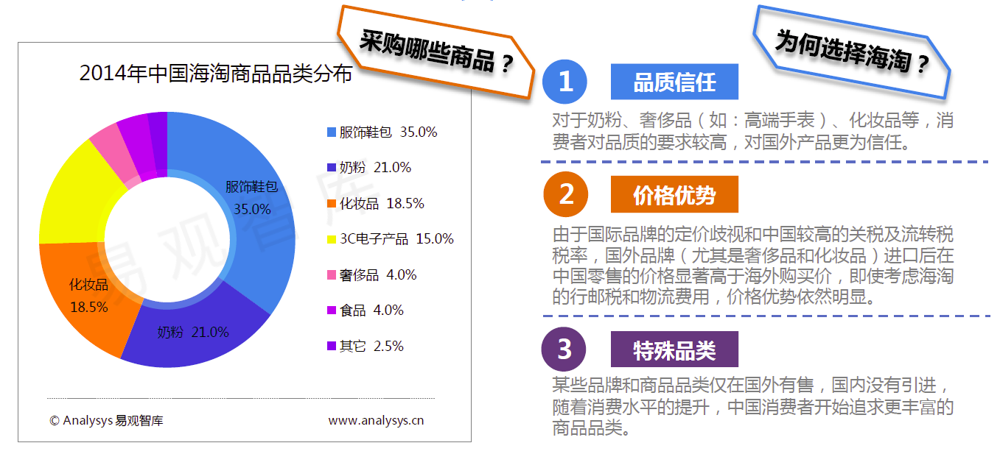 采购哪些商品？
为何选择海淘？
2014年中国海淘商品品类分布
服饰鞋包 35.0%
奶粉 21.0%
化妆品 18.5%
3C电子产品 15.0%
奢侈品 4.0%
食品 4.0%
其它 2.5%
服饰鞋包
35.0%
化妆品
18.5%
奶粉 21.0%
易观智库
© Analysys 易观智库
www.analysys.cn
1
品质信任
对于奶粉、奢侈品（如：高端手表）、化妆品等，消
费者对品质的要求较高，对国外产品更为信任。
2
价格优势
由于国际品牌的定价歧视和中国较高的关税及流转税
税率，国外品牌（尤其是奢侈品和化妆品）进口后在
中国零售的价格显著高于海外购买价，即使考虑海淘
的行邮税和物流费用，价格优势依然明显。
3
特殊品类
某些品牌和商品品类仅在国外有售，国内没有引进，
随着消费水平的提升，中国消费者开始追求更丰富的
商品品类。